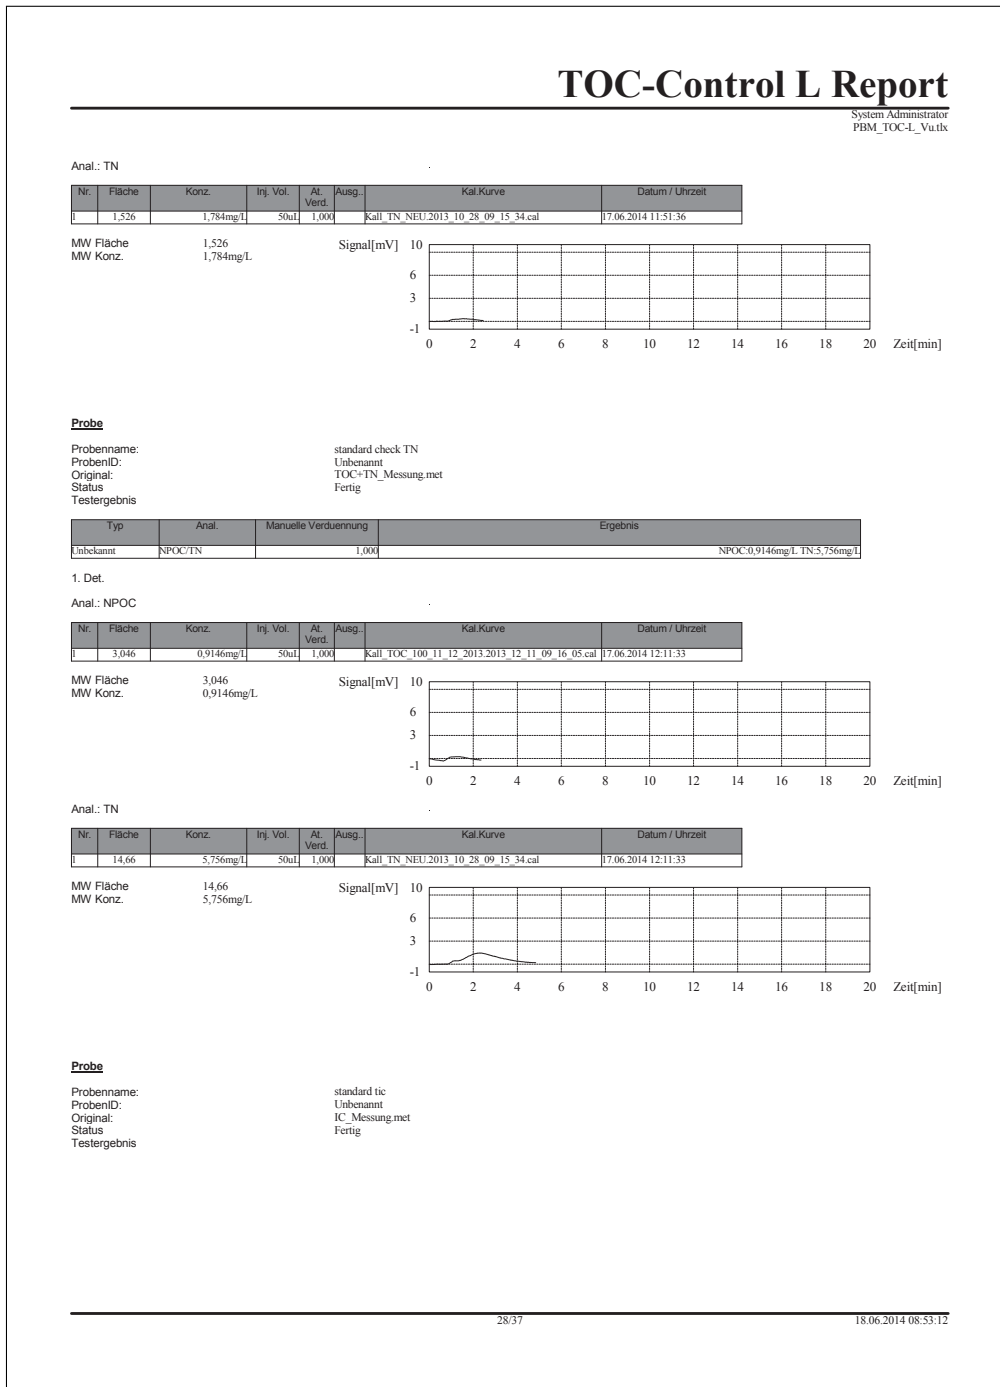 TOC-Control L Report
System Administrator
PBM_TOC-L_Vu.tlx
Anal.: TN
Nr. Fläche Konz. Inj. Vol. At. Verd. Ausg.. Kal.Kurve Datum / Uhrzeit
1 1,526 1,784mg/L 50uL 1,000 Kall_TN_NEU.2013_10_28_09_15_34.cal 17.06.2014 11:51:36
MW Fläche 1,526
MW Konz. 1,784mg/L
Signal[mV] 10
6
3
-1
0 2 4 6 8 10 12 14 16 18 20 Zeit[min]
Probe
Probenname: standard check TN
ProbenID: Unbenannt
Original: TOC+TN_Messung.met
Status Fertig
Testergebnis
Typ Anal. Manuelle Verduennung Ergebnis
Unbekannt NPOC/TN 1,000 NPOC:0,9146mg/L TN:5,756mg/L
1. Det.
Anal.: NPOC
Nr. Fläche Konz. Inj. Vol. At. Verd. Ausg.. Kal.Kurve Datum / Uhrzeit
1 3,046 0,9146mg/L 50uL 1,000 Kall_TOC_100_11_12_2013.2013_12_11_09_16_05.cal 17.06.2014 12:11:33
MW Fläche 3,046
MW Konz. 0,9146mg/L
Signal[mV] 10
6
3
-1
0 2 4 6 8 10 12 14 16 18 20 Zeit[min]
Anal.: TN
Nr. Fläche Konz. Inj. Vol. At. Verd. Ausg.. Kal.Kurve Datum / Uhrzeit
1 14,66 5,756mg/L 50uL 1,000 Kall_TN_NEU.2013_10_28_09_15_34.cal 17.06.2014 12:11:33
MW Fläche 14,66
MW Konz. 5,756mg/L
Signal[mV] 10
6
3
-1
0 2 4 6 8 10 12 14 16 18 20 Zeit[min]
Probe
Probenname: standard tic
ProbenID: Unbenannt
Original: IC_Messung.met
Status Fertig
Testergebnis
28/37 18.06.2014 08:53:12